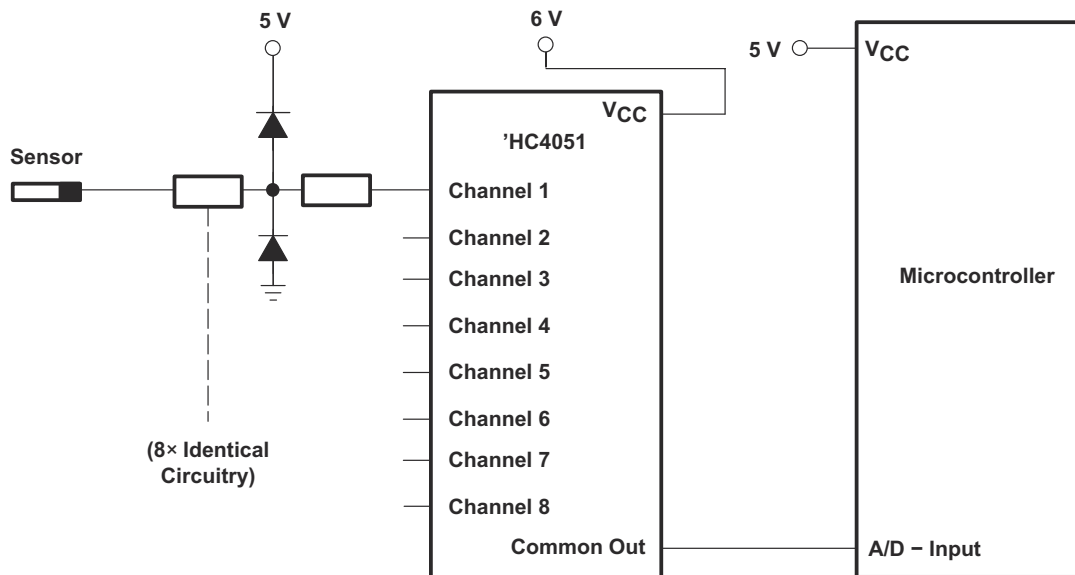 5 V
6 V
5 V
VCC
VCC
’HC4051
Sensor
Channel 1
Channel 2
Channel 3
Microcontroller
Channel 4
Channel 5
Channel 6
(8× Identical
Circuitry)
Channel 7
Channel 8
Common Out
A/D − Input